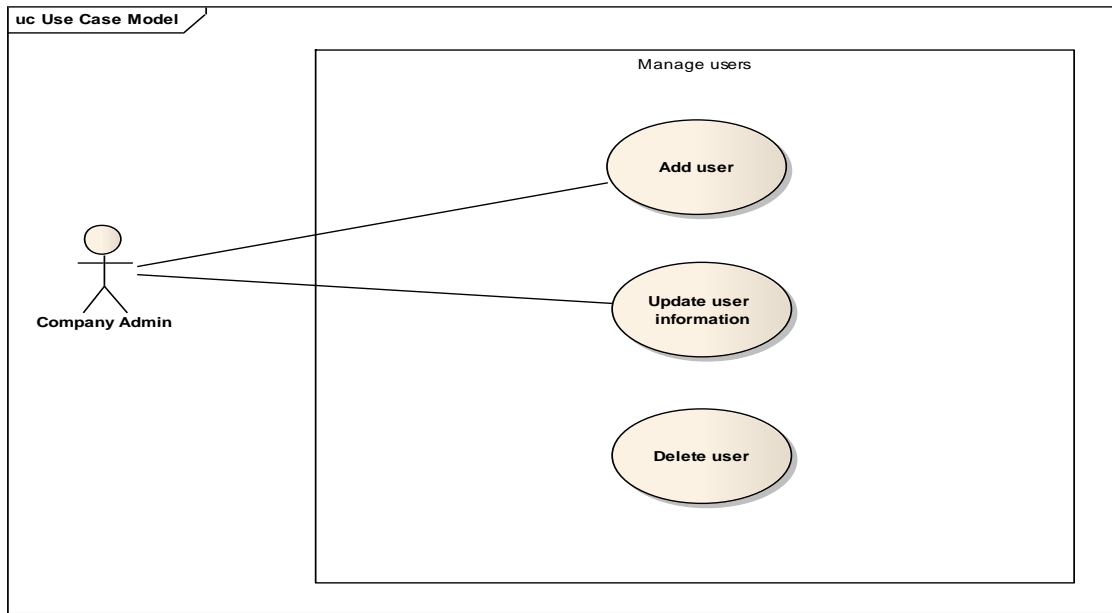 uc Use Case Model
Manage users
Add user
Company Admin
Update user
information
Delete user